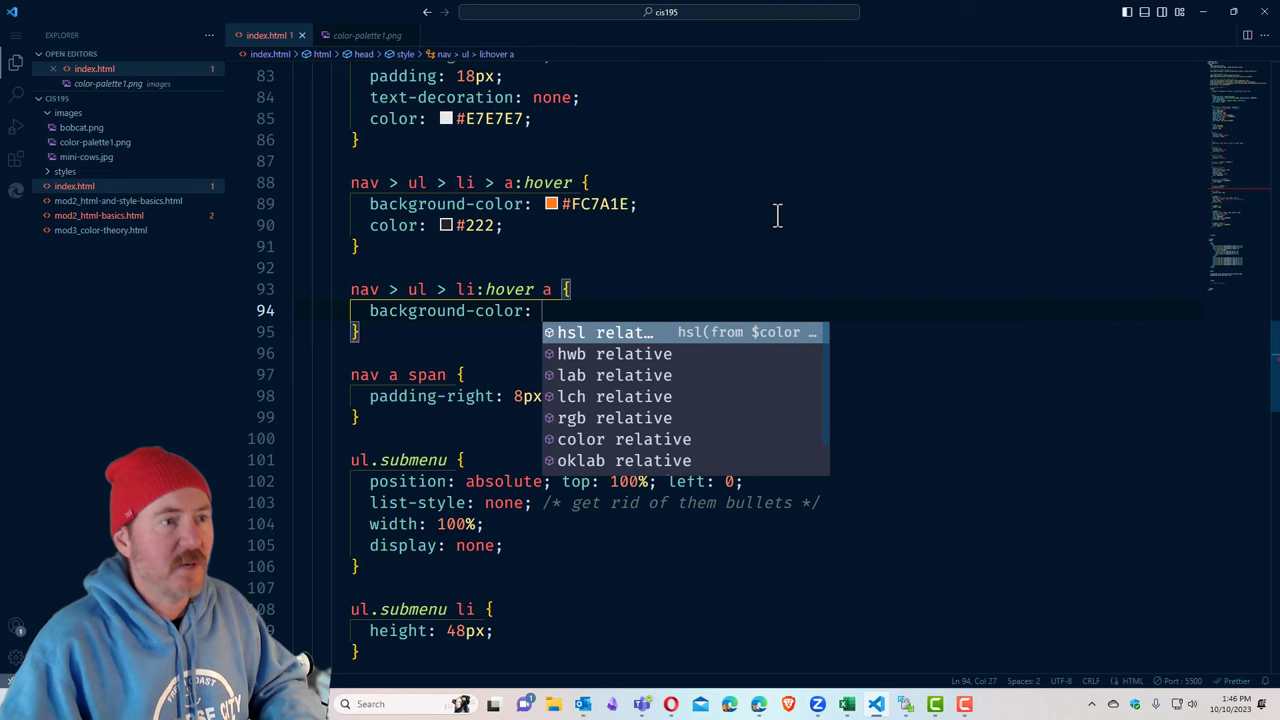 cis195
EXPLORER
index.html 1
color-palette1.png
OPEN EDITORS
index.html > html > head > style > nav > ul > li:hover a
index.html 1
color-palette1.png images
CIS195
images
bobcat.png
color-palette1.png
mini-cows.jpg
styles
index.html 1
mod2_html-and-style-basics.html
mod2_html-basics.html 2
mod3_color-theory.html
83 padding: 18px;
84 text-decoration: none;
85 color: #E7E7E7;
86 }
87
88 nav > ul > li > a:hover {
89 background-color: #FC7A1E;
90 color: #222;
91 }
92
93 nav > ul > li:hover a {
94 background-color:
95 }
96
97 nav a span {
98 padding-right: 8px
99 }
100
101 ul.submenu {
102 position: absolute; top: 100%; left: 0;
103 list-style: none; /* get rid of them bullets */
104 width: 100%;
105 display: none;
106 }
107
108 ul.submenu li {
110 height: 48px;
111 }
hsl relat… hsl(from $color …
hwb relative
lab relative
lch relative
rgb relative
color relative
oklab relative
Ln 94, Col 27 Spaces: 2 UTF-8 CRLF HTML Port : 5500 Prettier
Search
1:46 PM
10/10/2023